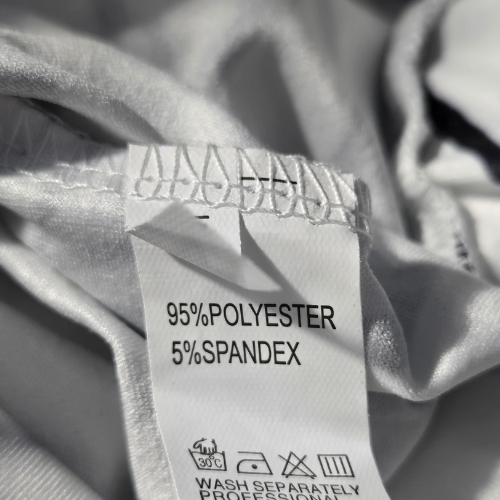 95%POLYESTER
5%SPANDEX
30°C
WASH SEPARATELY
PROFESSIONAL